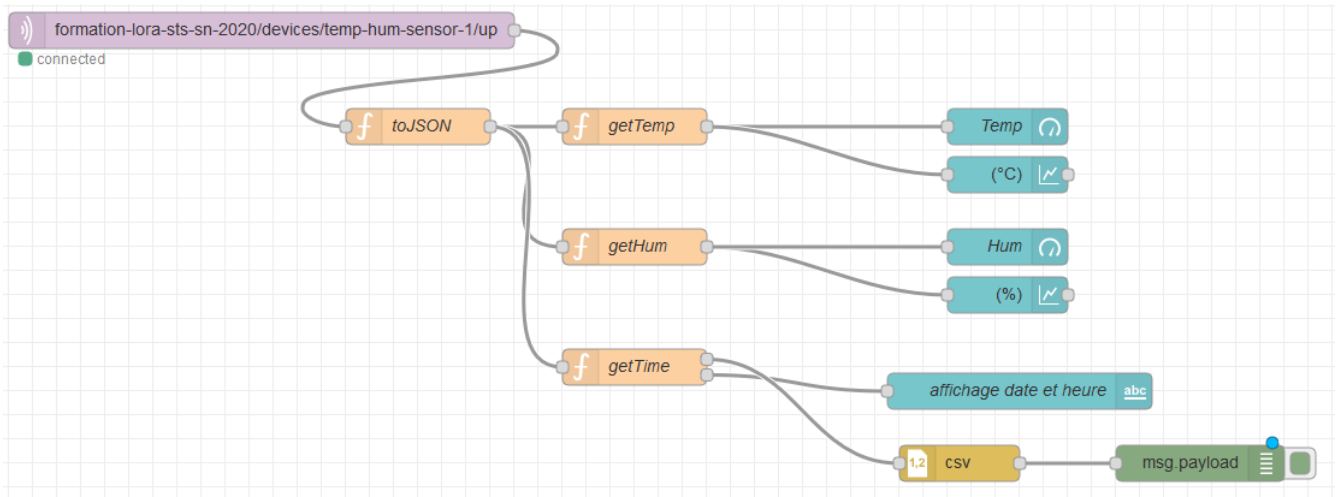 formation-lora-sts-sn-2020/devices/temp-hum-sensor-1/up
connected
toJSON
getTemp
Temp
(°C)
getHum
Hum
(%)
getTime
affichage date et heure
abc
1,2
csv
msg.payload